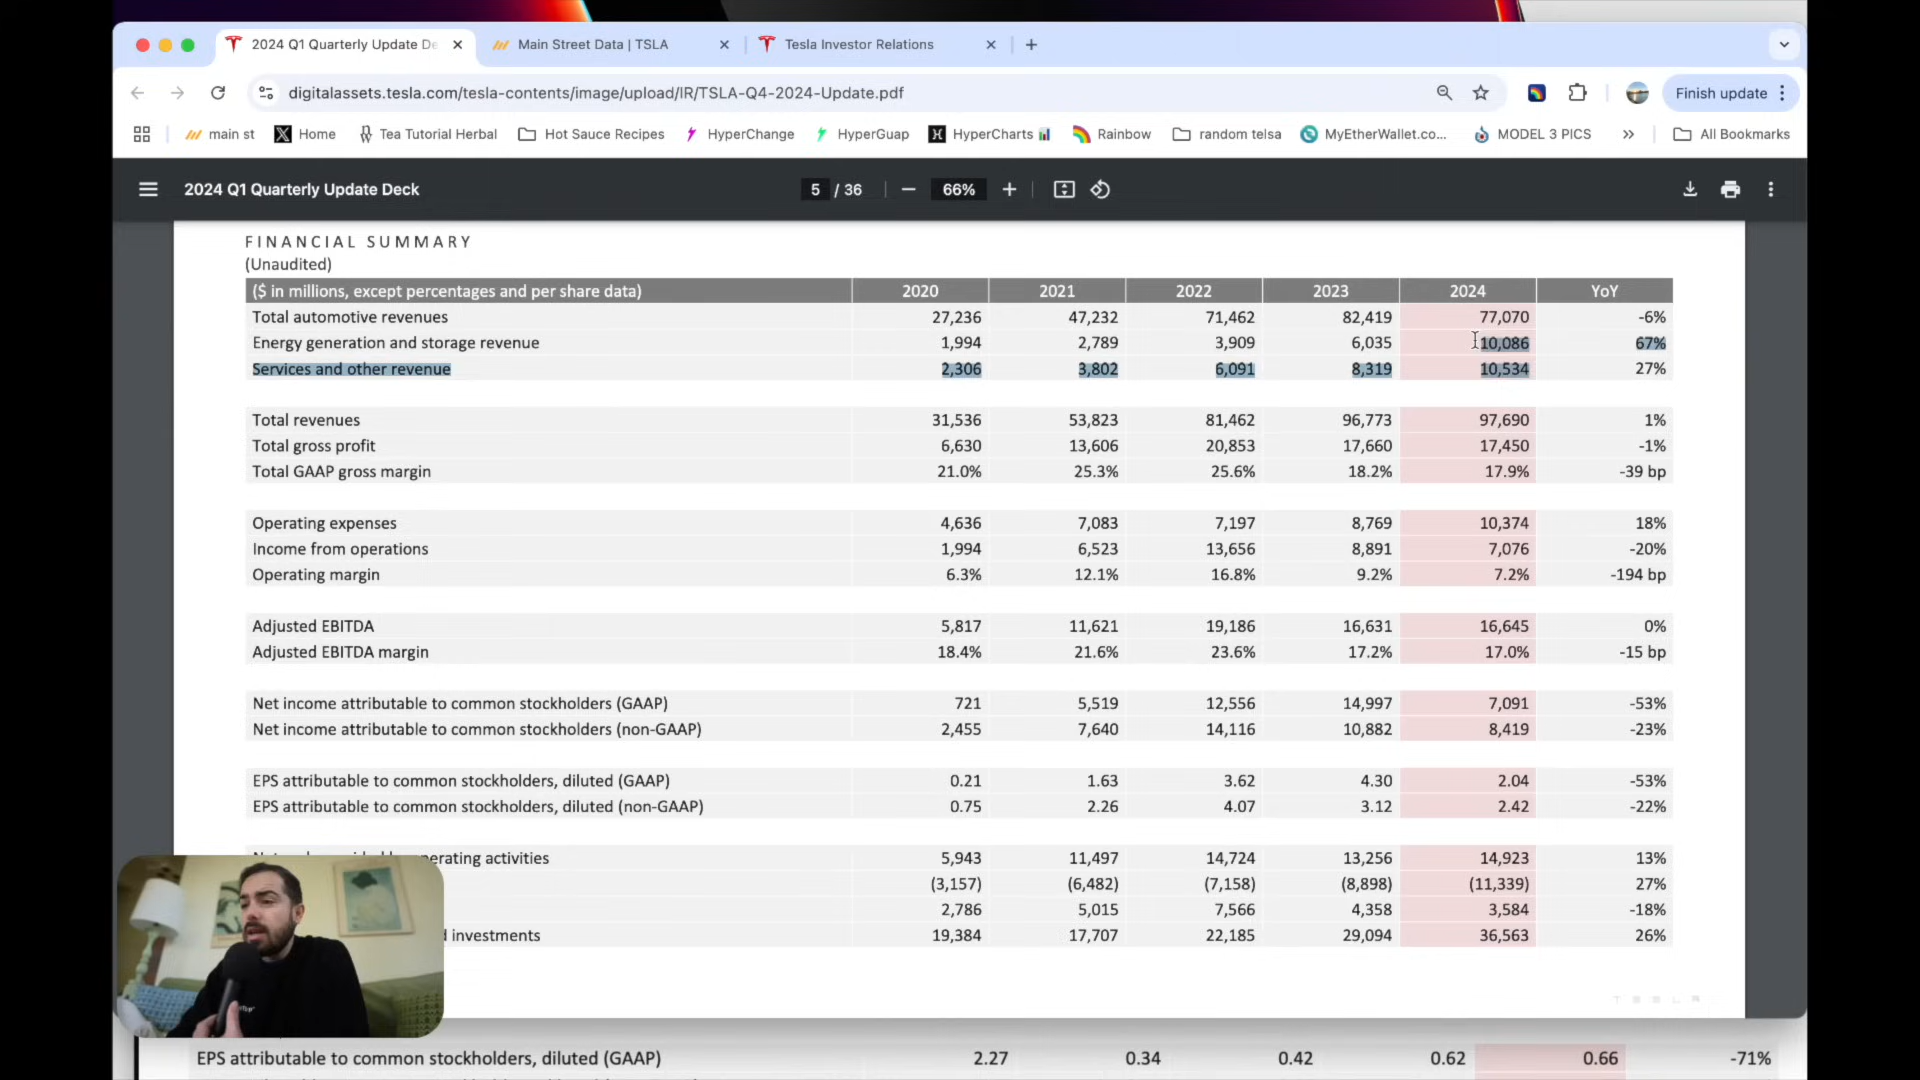 2024 Q1 Quarterly Update De
Main Street Data | TSLA
Tesla Investor Relations
digitalassets.tesla.com/tesla-contents/image/upload/IR/TSLA-Q4-2024-Update.pdf
Finish update
main st
Home
Tea Tutorial Herbal
Hot Sauce Recipes
HyperChange
HyperGuap
HyperCharts
Rainbow
random telsa
MyEtherWallet.co...
MODEL 3 PICS
»
All Bookmarks
2024 Q1 Quarterly Update Deck
5 / 36
66%
FINANCIAL SUMMARY
(Unaudited)
($ in millions, except percentages and per share data) 2020 2021 2022 2023 2024 YoY
Total automotive revenues 27,236 47,232 71,462 82,419 77,070 -6%
Energy generation and storage revenue 1,994 2,789 3,909 6,035 10,086 67%
Services and other revenue 2,306 3,802 6,091 8,319 10,534 27%
Total revenues 31,536 53,823 81,462 96,773 97,690 1%
Total gross profit 6,630 13,606 20,853 17,660 17,450 -1%
Total GAAP gross margin 21.0% 25.3% 25.6% 18.2% 17.9% -39 bp
Operating expenses 4,636 7,083 7,197 8,769 10,374 18%
Income from operations 1,994 6,523 13,656 8,891 7,076 -20%
Operating margin 6.3% 12.1% 16.8% 9.2% 7.2% -194 bp
Adjusted EBITDA 5,817 11,621 19,186 16,631 16,645 0%
Adjusted EBITDA margin 18.4% 21.6% 23.6% 17.2% 17.0% -15 bp
Net income attributable to common stockholders (GAAP) 721 5,519 12,556 14,997 7,091 -53%
Net income attributable to common stockholders (non-GAAP) 2,455 7,640 14,116 10,882 8,419 -23%
EPS attributable to common stockholders, diluted (GAAP) 0.21 1.63 3.62 4.30 2.04 -53%
EPS attributable to common stockholders, diluted (non-GAAP) 0.75 2.26 4.07 3.12 2.42 -22%
erating activities 5,943 11,497 14,724 13,256 14,923 13%
(3,157) (6,482) (7,158) (8,898) (11,339) 27%
2,786 5,015 7,566 4,358 3,584 -18%
investments 19,384 17,707 22,185 29,094 36,563 26%
EPS attributable to common stockholders, diluted (GAAP) 2.27 0.34 0.42 0.62 0.66 -71%